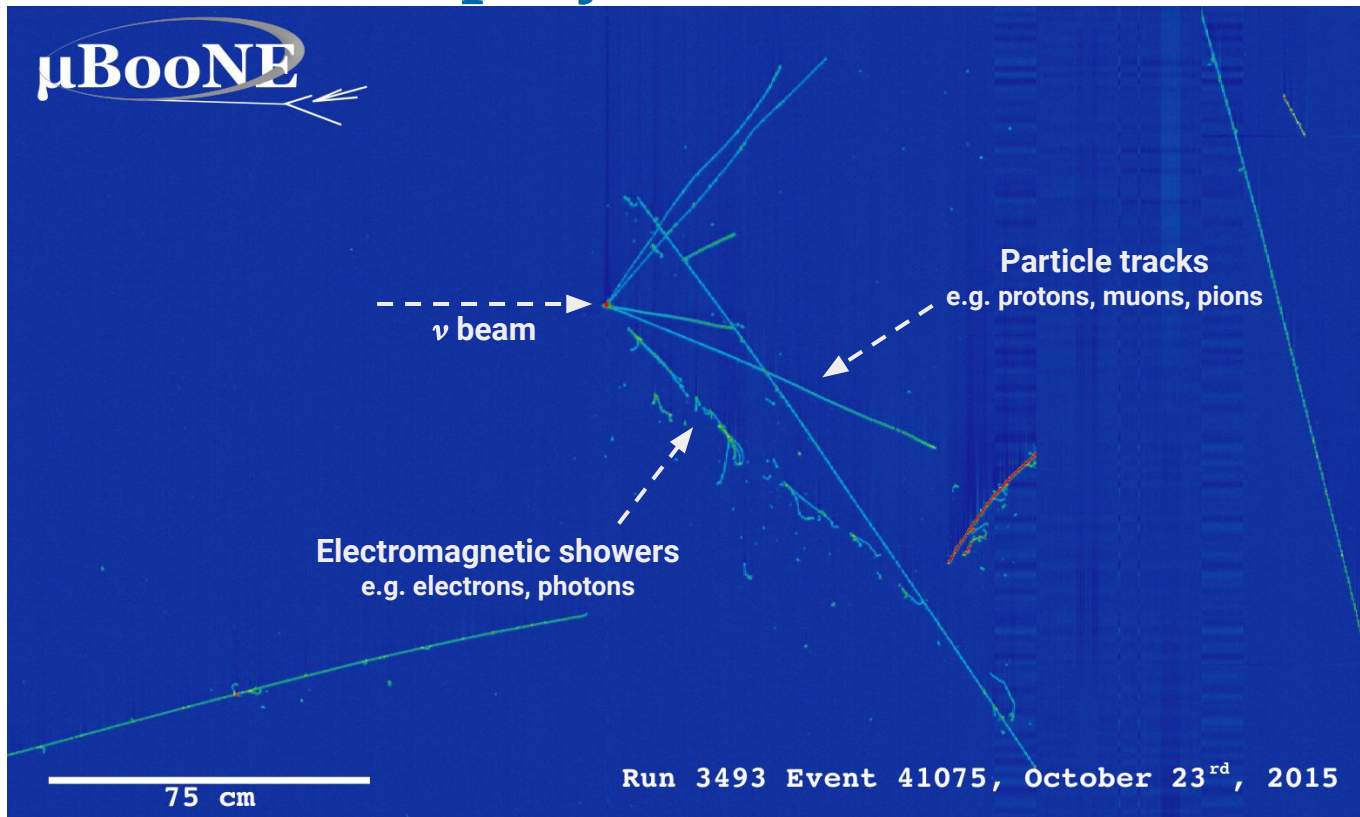 µBooNE
Particle tracks
e.g. protons, muons, pions
ν beam
Electromagnetic showers
e.g. electrons, photons
75 cm
Run 3493 Event 41075, October 23rd, 2015